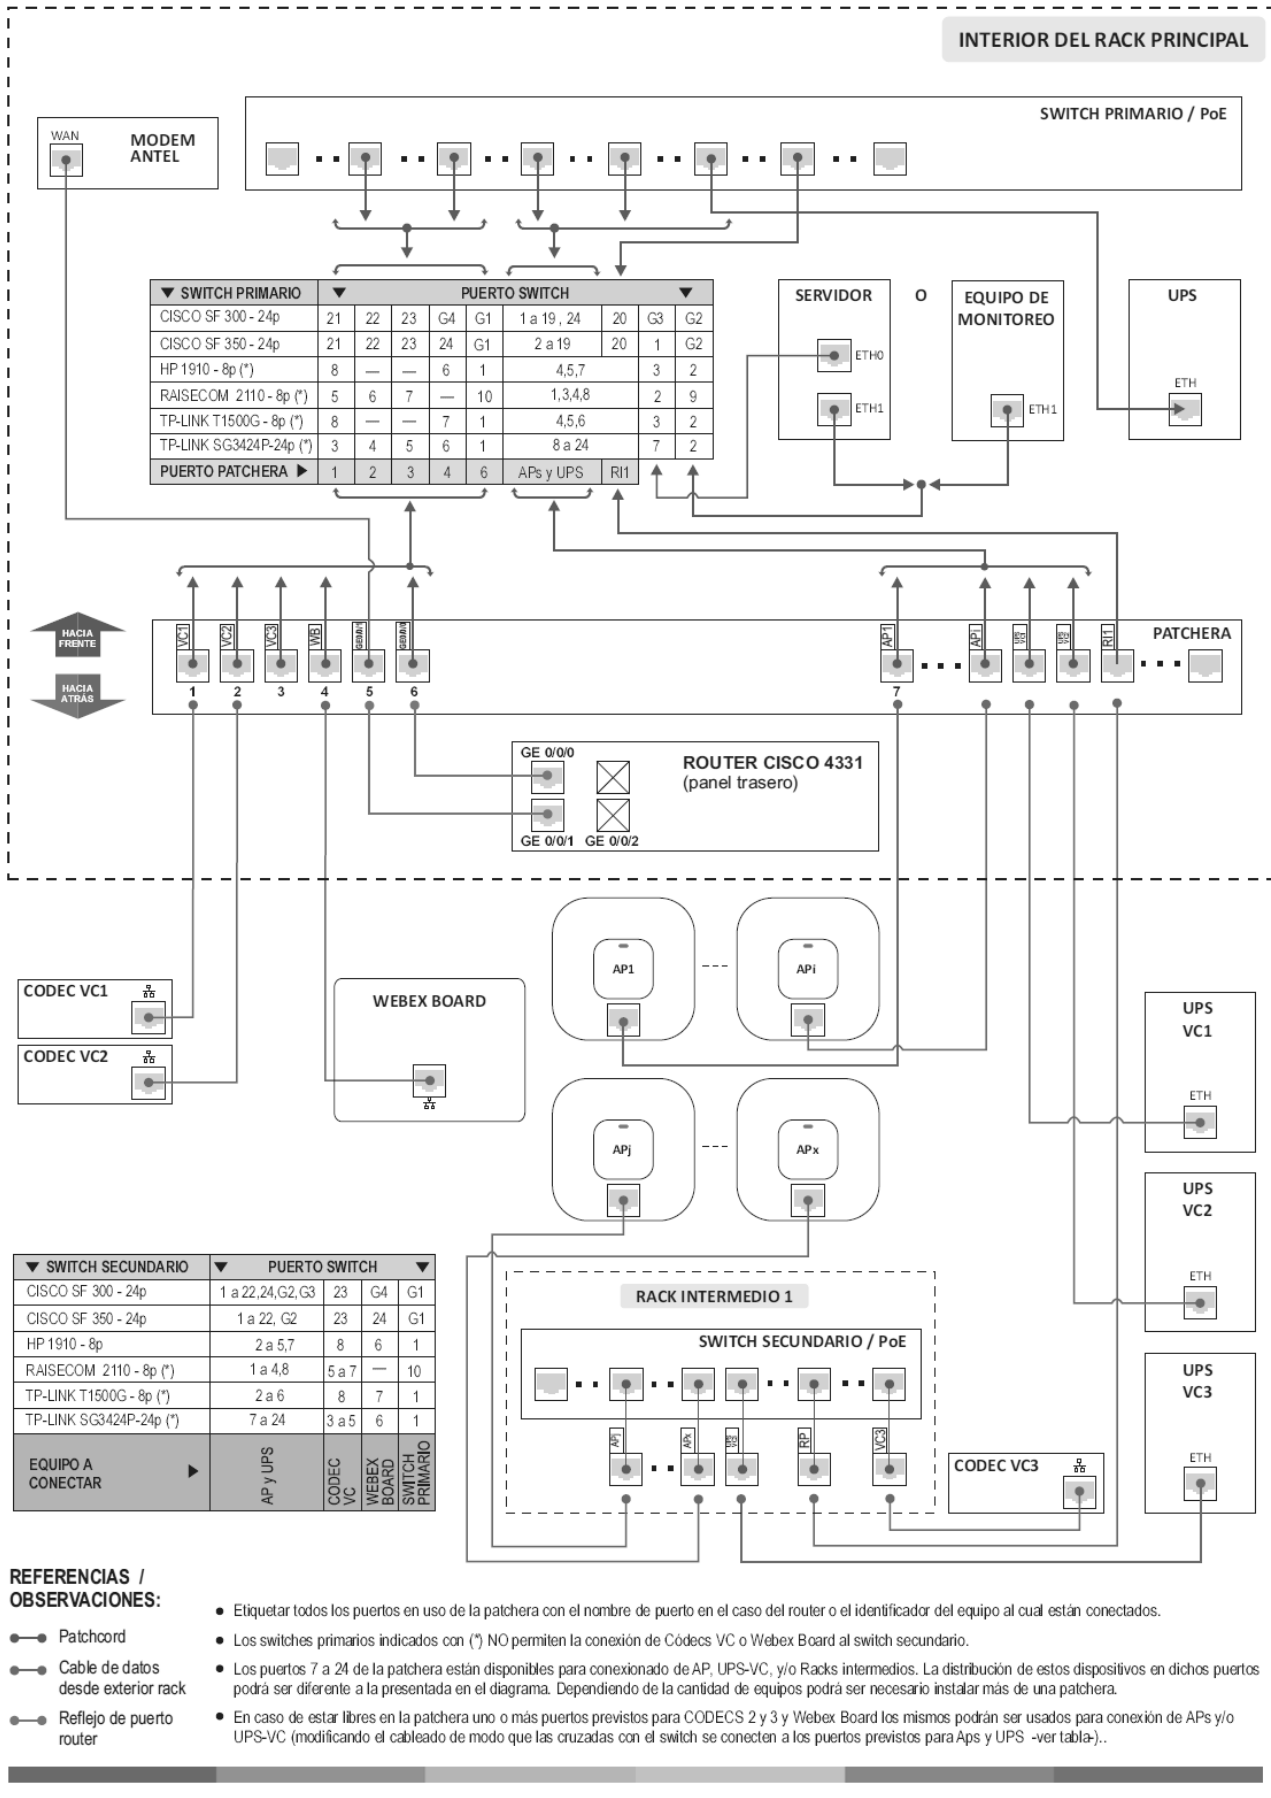 INTERIOR DEL RACK PRINCIPAL
SWITCH PRIMARIO / PoE
WAN
MODEM
ANTEL
▼ SWITCH PRIMARIO ▼ PUERTO SWITCH ▼
CISCO SF 300 - 24p 21 22 23 G4 G1 1 a 19 , 24 20 G3 G2
CISCO SF 350 - 24p 21 22 23 24 G1 2 a 19 20 1 G2
HP 1910 - 8p (*) 8 — — 6 1 4,5,7 3 2
RAISECOM 2110 - 8p (*) 5 6 7 — 10 1,3,4,8 2 9
TP-LINK T1500G - 8p (*) 8 — — 7 1 4,5,6 3 2
TP-LINK SG3424P-24p (*) 3 4 5 6 1 8 a 24 7 2
PUERTO PATCHERA ▶ 1 2 3 4 6 APs y UPS RI1
SERVIDOR
ETH0
ETH1
O
EQUIPO DE
MONITOREO
ETH1
UPS
ETH
HACIA
FRENTE
HACIA
ATRÁS
PATCHERA
VC1 VC2 VC3 WB GE0/0/1 GE0/0/0 AP1 APi UPS VC1 UPS VC2 RI1
1 2 3 4 5 6 7
GE 0/0/0
ROUTER CISCO 4331
(panel trasero)
GE 0/0/1 GE 0/0/2
AP1
APi
CODEC VC1
CODEC VC2
WEBEX BOARD
UPS
VC1
ETH
APj
APx
UPS
VC2
ETH
▼ SWITCH SECUNDARIO ▼ PUERTO SWITCH ▼
CISCO SF 300 - 24p 1 a 22,24,G2,G3 23 G4 G1
CISCO SF 350 - 24p 1 a 22, G2 23 24 G1
HP 1910 - 8p 2 a 5,7 8 6 1
RAISECOM 2110 - 8p (*) 1 a 4,8 5 a 7 — 10
TP-LINK T1500G - 8p (*) 2 a 6 8 7 1
TP-LINK SG3424P-24p (*) 7 a 24 3 a 5 6 1
EQUIPO A
CONECTAR ▶
AP y UPS
CODEC
VC
WEBEX
BOARD
SWITCH
PRIMARIO
RACK INTERMEDIO 1
SWITCH SECUNDARIO / PoE
APj APx UPS VC3 RP VC3
CODEC VC3
UPS
VC3
ETH
REFERENCIAS /
OBSERVACIONES:
Patchcord
Cable de datos
desde exterior rack
Reflejo de puerto
router
● Etiquetar todos los puertos en uso de la patchera con el nombre de puerto en el caso del router o el identificador del equipo al cual están conectados.
● Los switches primarios indicados con (*) NO permiten la conexión de Códecs VC o Webex Board al switch secundario.
● Los puertos 7 a 24 de la patchera están disponibles para conexionado de AP, UPS-VC, y/o Racks intermedios. La distribución de estos dispositivos en dichos puertos
podrá ser diferente a la presentada en el diagrama. Dependiendo de la cantidad de equipos podrá ser necesario instalar más de una patchera.
● En caso de estar libres en la patchera uno o más puertos previstos para CODECS 2 y 3 y Webex Board los mismos podrán ser usados para conexión de APs y/o
UPS-VC (modificando el cableado de modo que las cruzadas con el switch se conecten a los puertos previstos para Aps y UPS -ver tabla-)..